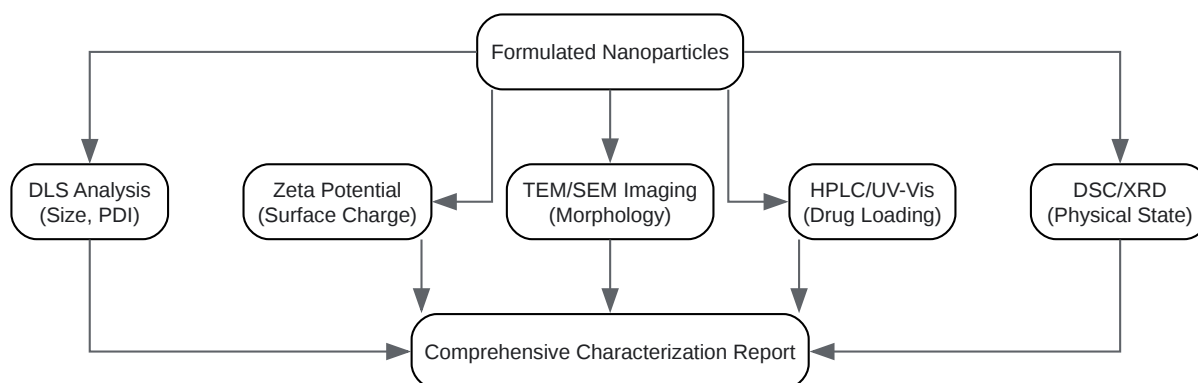 Formulated Nanoparticles
DLS Analysis
(Size, PDI)
Zeta Potential
(Surface Charge)
TEM/SEM Imaging
(Morphology)
HPLC/UV-Vis
(Drug Loading)
DSC/XRD
(Physical State)
Comprehensive Characterization Report